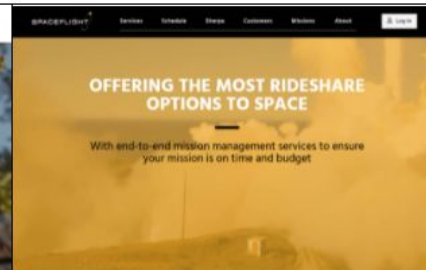 SPACEFLIGHT
Services Schedule Sherpa Customers Missions About Log In
OFFERING THE MOST RIDESHARE
OPTIONS TO SPACE
With end-to-end mission management services to ensure
your mission is on time and budget